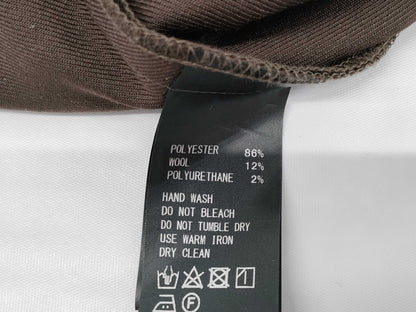 POLYESTER 86%
WOOL 12%
POLYURETHANE 2%
HAND WASH
DO NOT BLEACH
DO NOT TUMBLE DRY
USE WARM IRON
DRY CLEAN
F